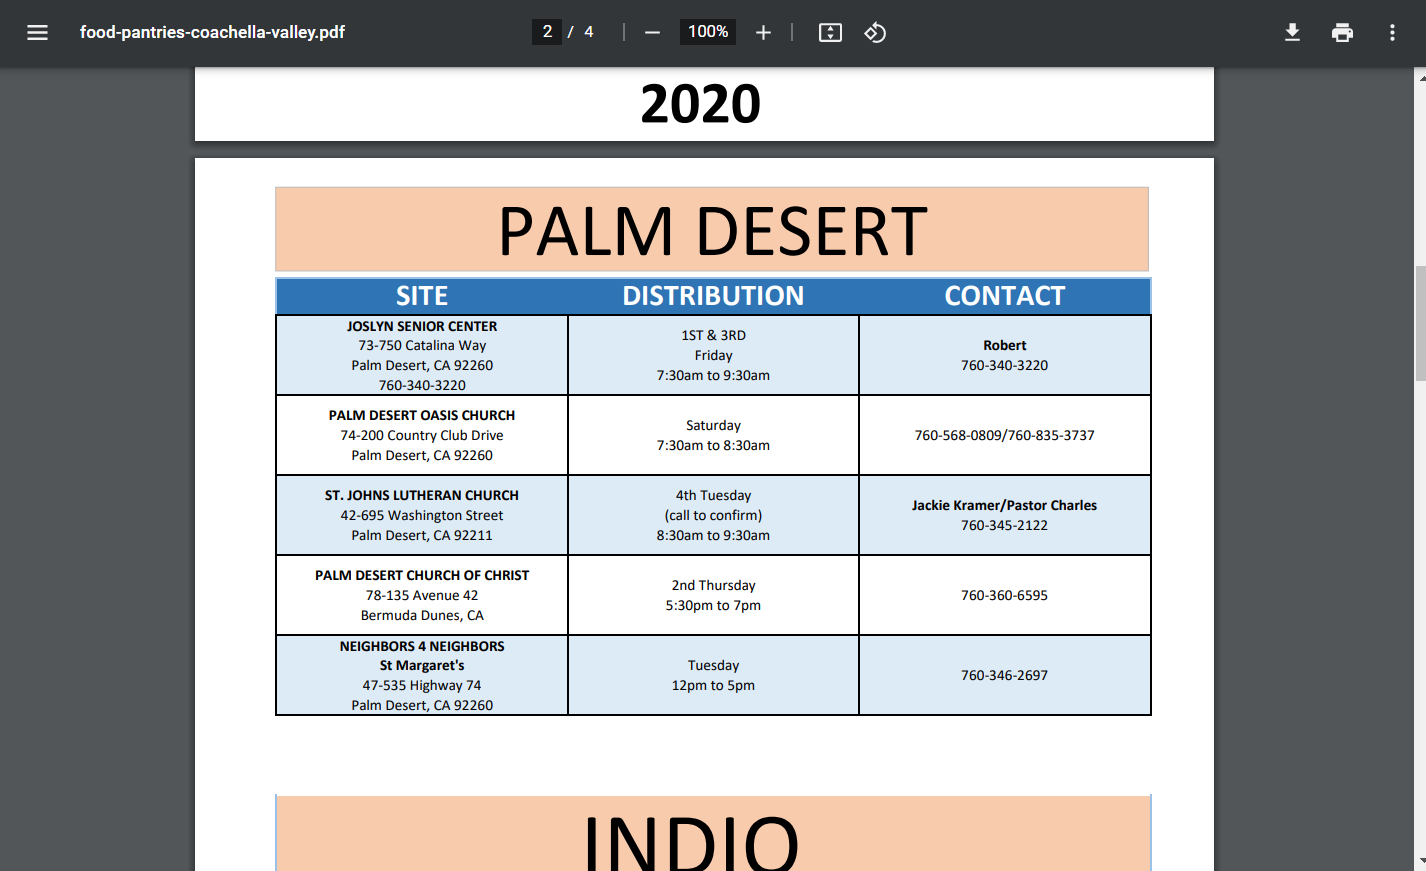 food-pantries-coachella-valley.pdf
2 / 4
100%
2020
PALM DESERT
SITE DISTRIBUTION CONTACT
JOSLYN SENIOR CENTER
73-750 Catalina Way
Palm Desert, CA 92260
760-340-3220
1ST & 3RD
Friday
7:30am to 9:30am
Robert
760-340-3220
PALM DESERT OASIS CHURCH
74-200 Country Club Drive
Palm Desert, CA 92260
Saturday
7:30am to 8:30am
760-568-0809/760-835-3737
ST. JOHNS LUTHERAN CHURCH
42-695 Washington Street
Palm Desert, CA 92211
4th Tuesday
(call to confirm)
8:30am to 9:30am
Jackie Kramer/Pastor Charles
760-345-2122
PALM DESERT CHURCH OF CHRIST
78-135 Avenue 42
Bermuda Dunes, CA
2nd Thursday
5:30pm to 7pm
760-360-6595
NEIGHBORS 4 NEIGHBORS
St Margaret's
47-535 Highway 74
Palm Desert, CA 92260
Tuesday
12pm to 5pm
760-346-2697
INDIO